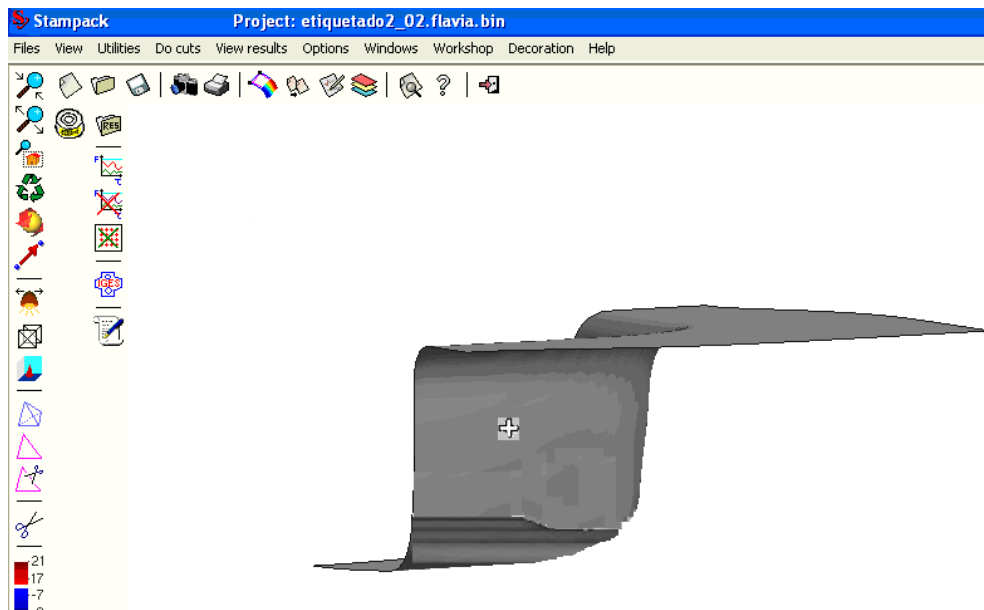 Stampack Project: etiquetado2_02.flavia.bin
Files View Utilities Do cuts View results Options Windows Workshop Decoration Help
RES
IGES
21
17
-7